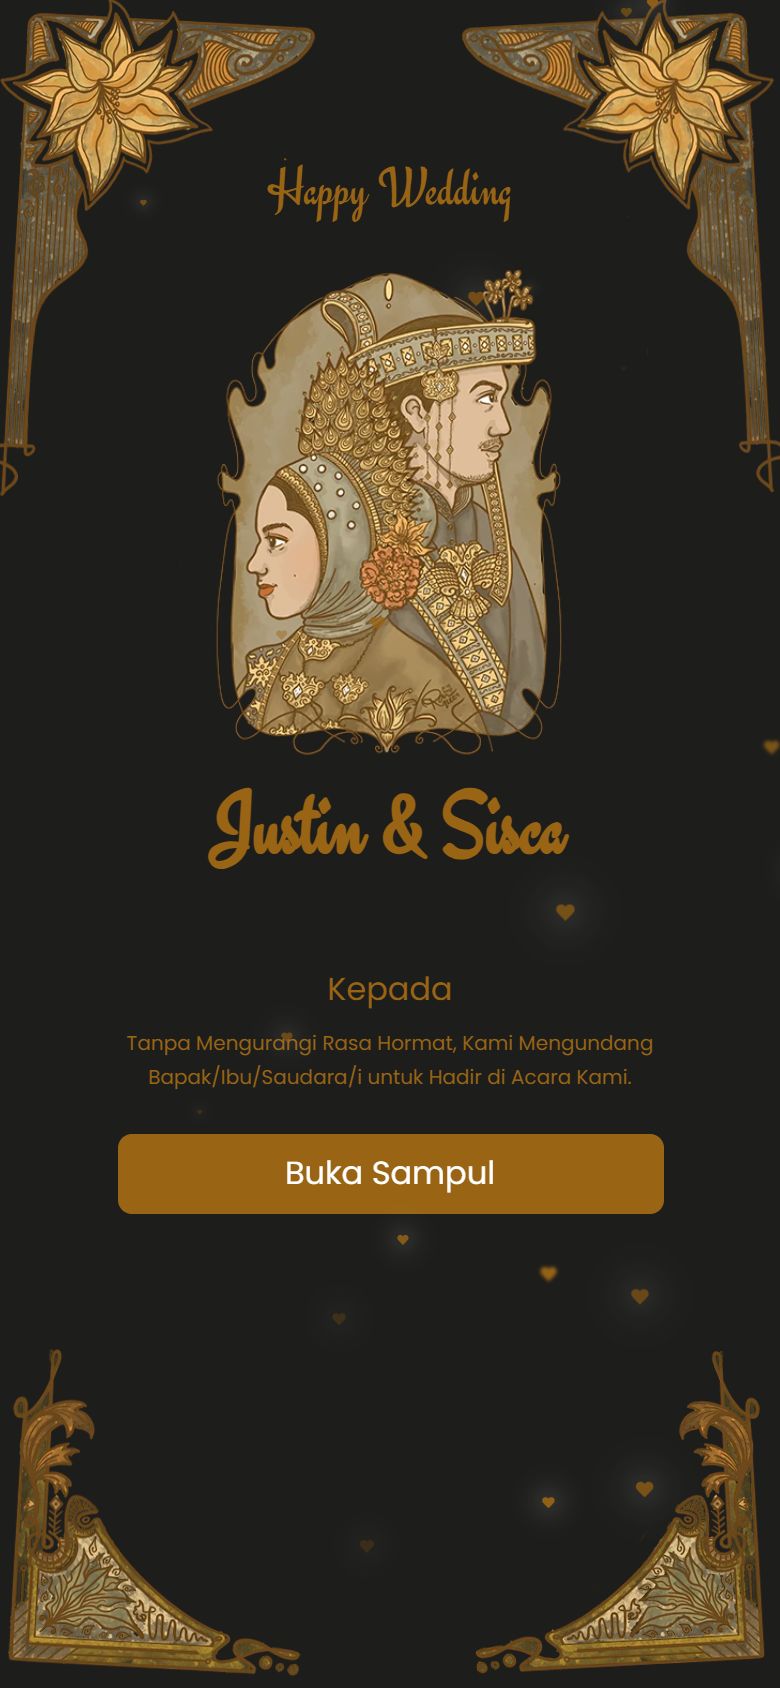 Happy Wedding
Justin & Sisca
Kepada
Tanpa Mengurangi Rasa Hormat, Kami Mengundang
Bapak/Ibu/Saudara/i untuk Hadir di Acara Kami.
Buka Sampul